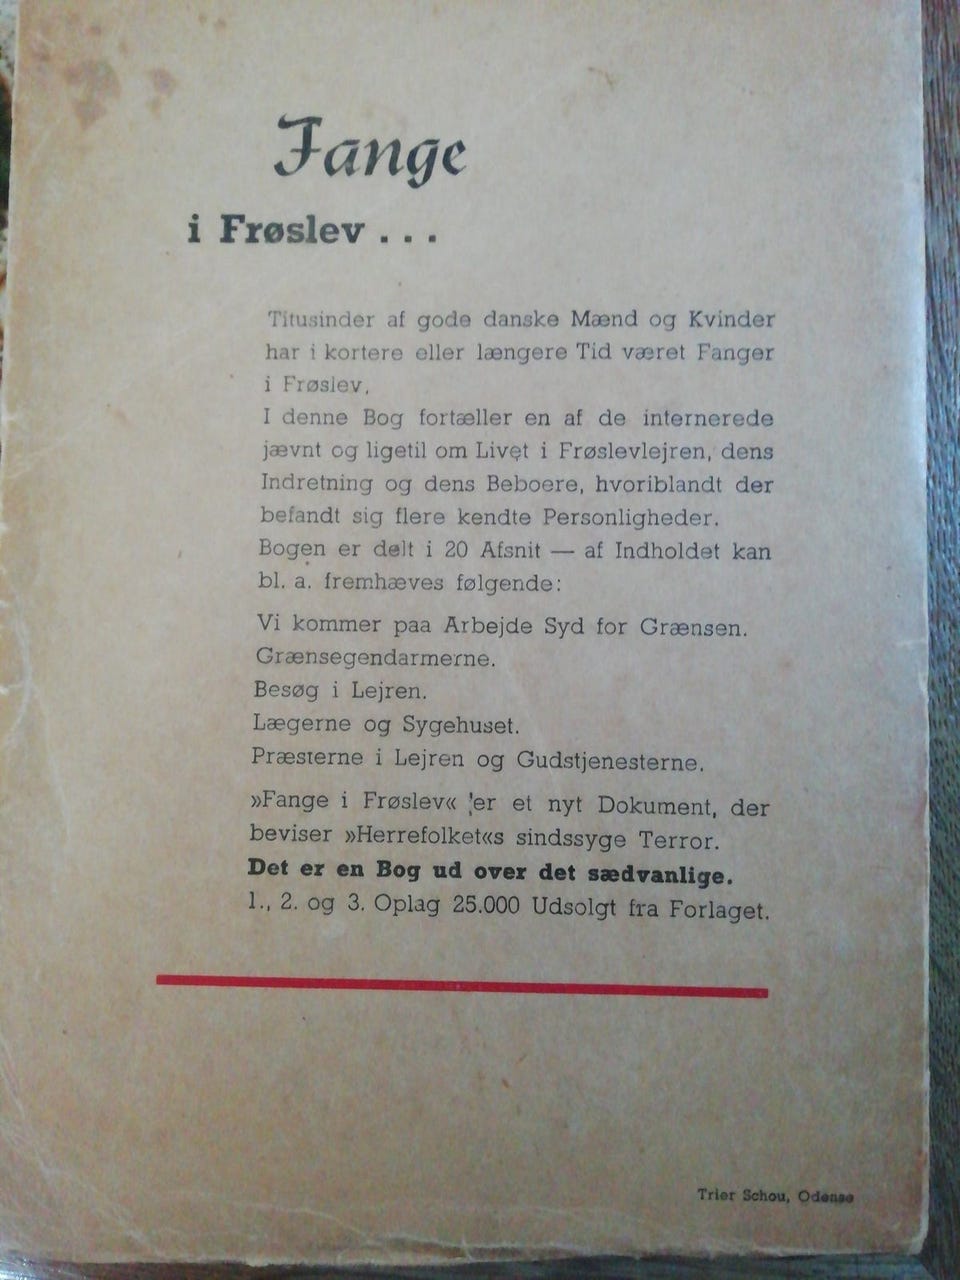 Fange
i Frøslev . . .
Titusinder af gode danske Mænd og Kvinder
har i kortere eller længere Tid været Fanger
i Frøslev.
I denne Bog fortæller en af de internerede
jævnt og ligetil om Livet i Frøslevlejren, dens
Indretning og dens Beboere, hvoriblandt der
befandt sig flere kendte Personligheder.
Bogen er delt i 20 Afsnit — af Indholdet kan
bl. a. fremhæves følgende:
Vi kommer paa Arbejde Syd for Grænsen.
Grænsegendarmerne.
Besøg i Lejren.
Lægerne og Sygehuset.
Præsterne i Lejren og Gudstjenesterne.
»Fange i Frøslev« er et nyt Dokument, der
beviser »Herrefolket«s sindssyge Terror.
Det er en Bog ud over det sædvanlige.
1., 2. og 3. Oplag 25.000 Udsolgt fra Forlaget.
Trier Schou, Odense